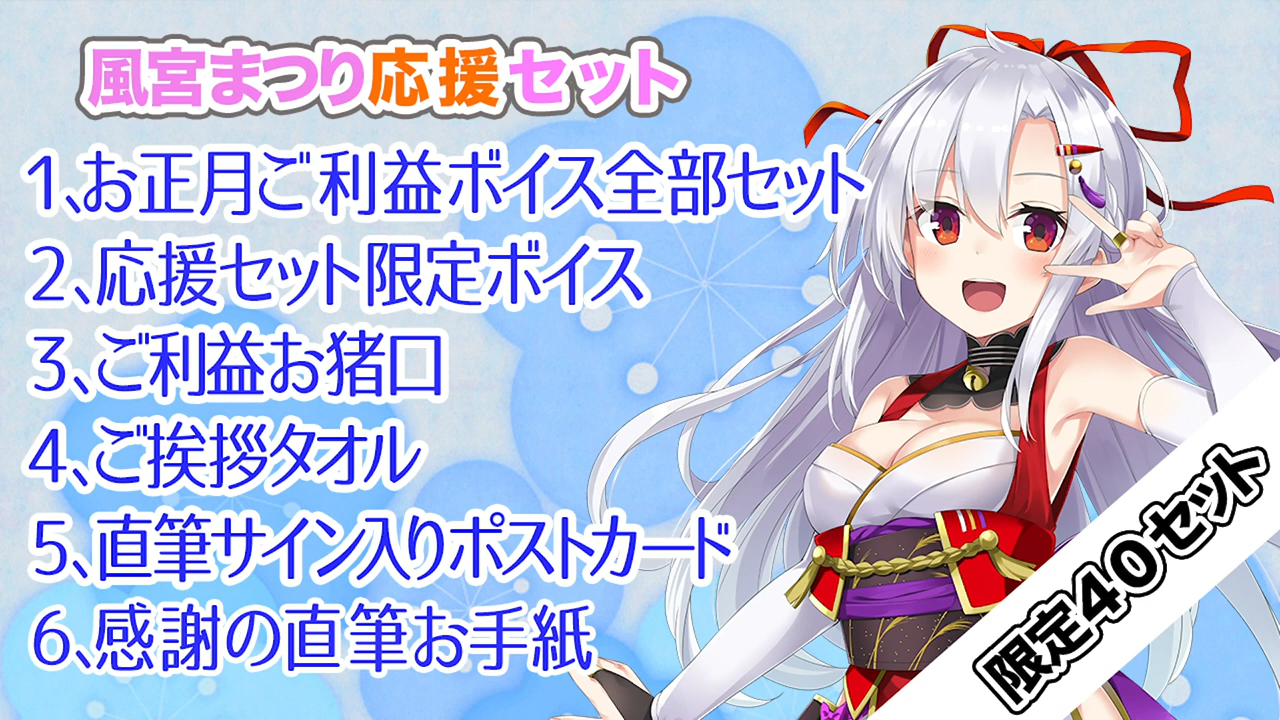 風宮まつり応援セット
1、お正月ご利益ボイス全部セット
2、応援セット限定ボイス
3、ご利益お猪口
4、ご挨拶タオル
5、直筆サイン入りポストカード
6、感謝の直筆お手紙
限定40セット